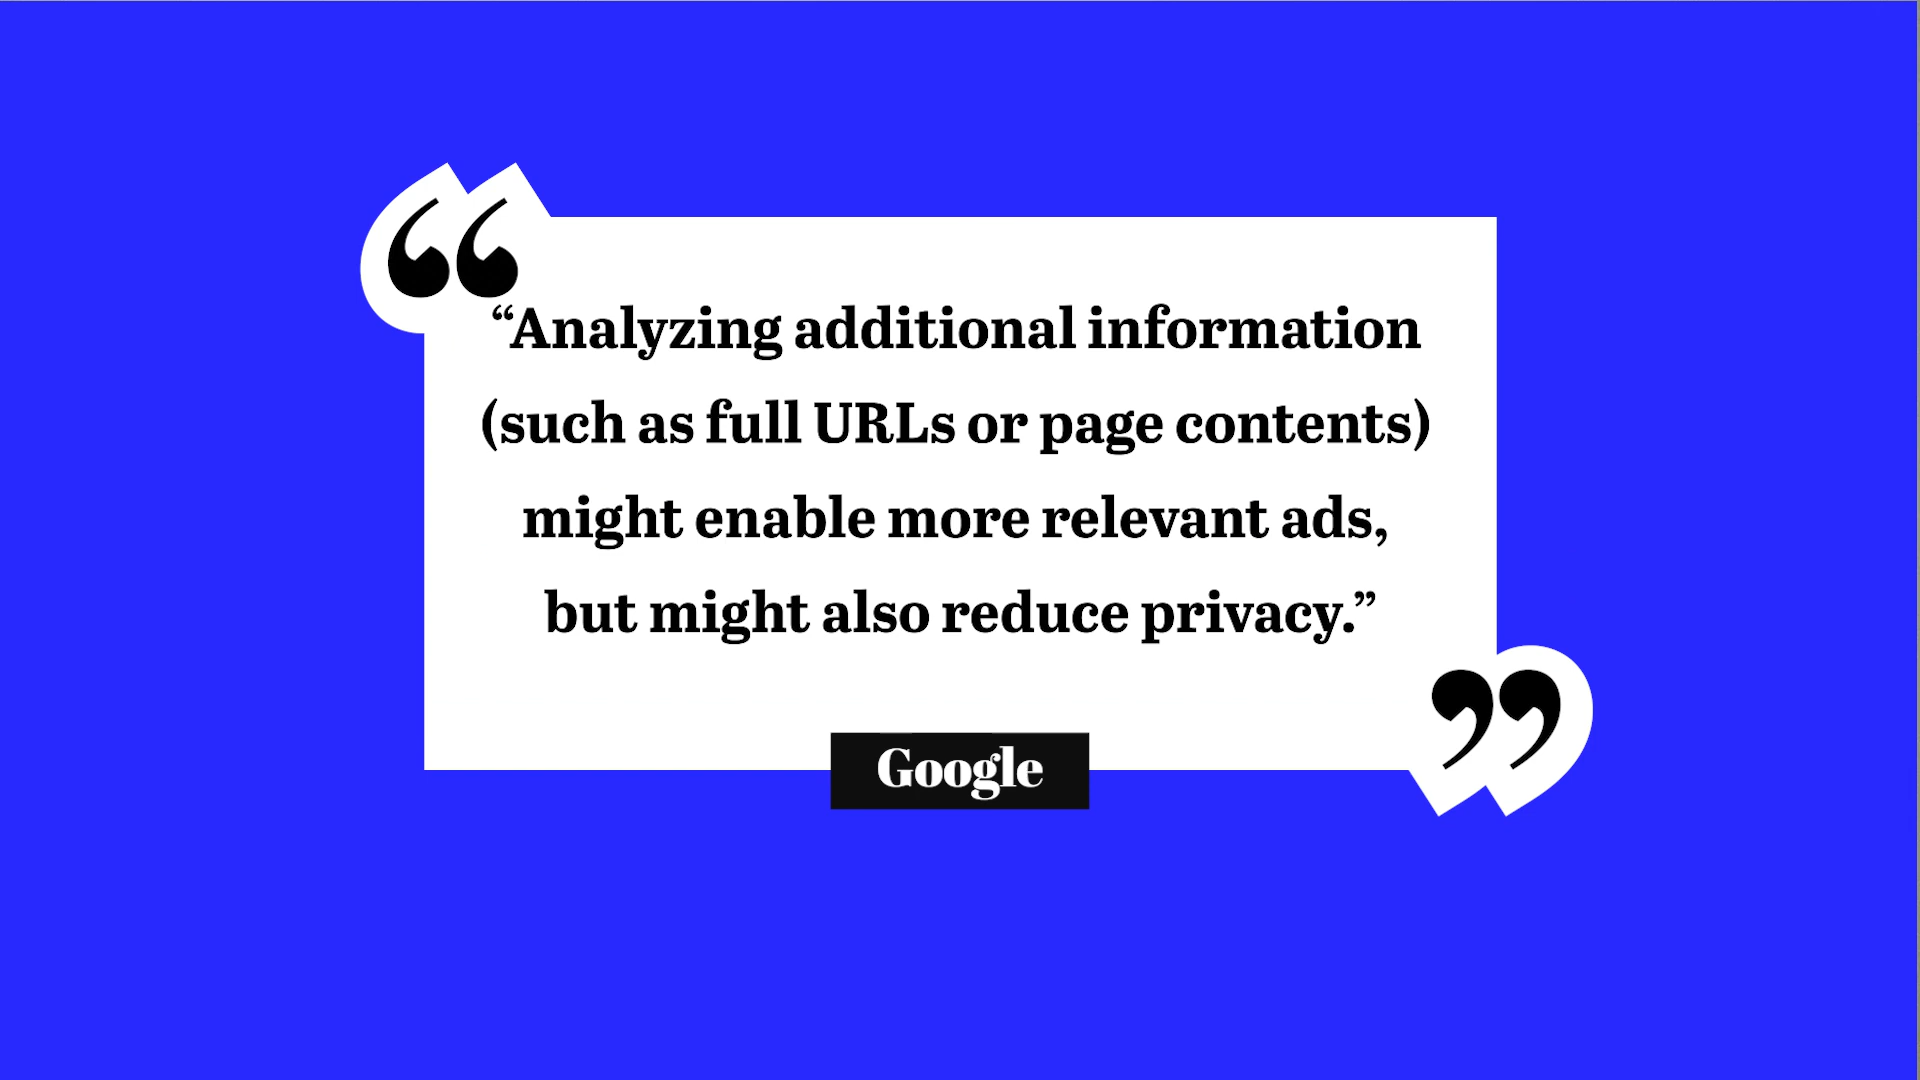 “Analyzing additional information
(such as full URLs or page contents)
might enable more relevant ads,
but might also reduce privacy.”
Google